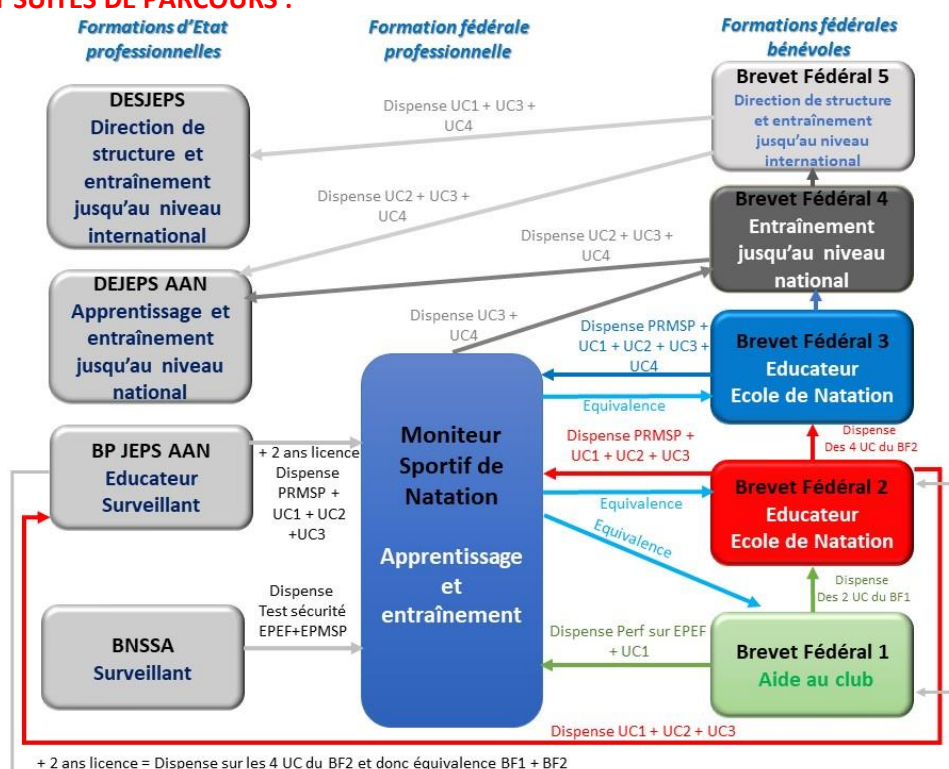 T SUITES DE PARCOURS :
Formations d'Etat
professionnelles
Formation fédérale
professionnelle
Formations fédérales
bénévoles
DESJEPS
Direction de
structure et
entraînement
jusqu'au niveau
international
Dispense UC1 + UC3 +
UC4
Brevet Fédéral 5
Direction de structure
et entraînement
jusqu'au niveau
international
Dispense UC2 + UC3 +
UC4
Brevet Fédéral 4
Entraînement
jusqu'au niveau
national
Dispense UC2 + UC3 +
UC4
DEJEPS AAN
Apprentissage et
entraînement
jusqu'au niveau
national
Dispense UC3 +
UC4
Dispense PRMSP +
UC1 + UC2 + UC3 +
UC4
Equivalence
Brevet Fédéral 3
Educateur
Ecole de Natation
Moniteur
Sportif de
Natation
Apprentissage
et
entraînement
BP JEPS AAN
Educateur
Surveillant
+ 2 ans licence
Dispense
PRMSP +
UC1 + UC2
+UC3
Dispense PRMSP +
UC1 + UC2 + UC3
Equivalence
Equivalence
Dispense
Des 4 UC du BF2
Brevet Fédéral 2
Educateur
Ecole de Natation
Dispense
Des 2 UC du BF1
BNSSA
Surveillant
Dispense
Test sécurité
EPEF+EPMSP
Dispense Perf sur EPEF
+ UC1
Brevet Fédéral 1
Aide au club
Dispense UC1 + UC2 + UC3
+ 2 ans licence = Dispense sur les 4 UC du BF2 et donc équivalence BF1 + BF2